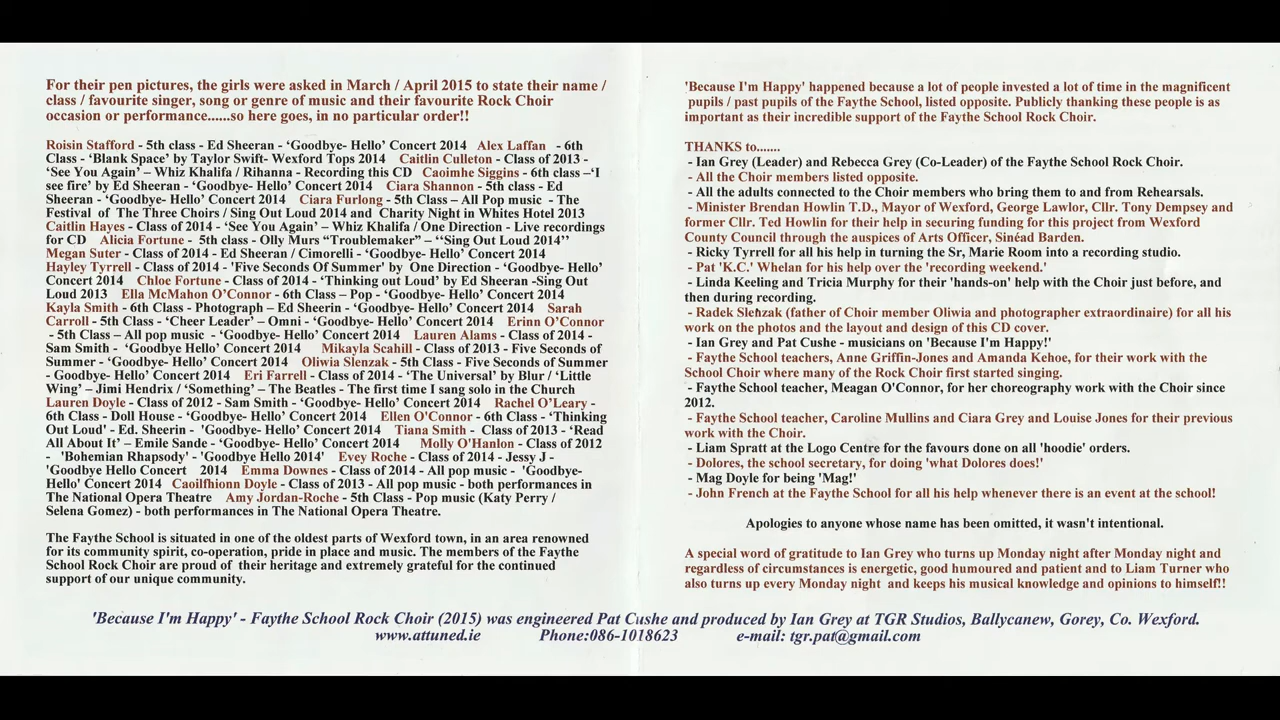 For their pen pictures, the girls were asked in March / April 2015 to state their name /
class / favourite singer, song or genre of music and their favourite Rock Choir
occasion or performance......so here goes, in no particular order!!
Roisin Stafford - 5th class - Ed Sheeran - ‘Goodbye- Hello’ Concert 2014 Alex Laffan - 6th
Class - ‘Blank Space’ by Taylor Swift- Wexford Tops 2014 Caitlin Culleton - Class of 2013 -
‘See You Again’ – Whiz Khalifa / Rihanna - Recording this CD Caoimhe Siggins - 6th class –‘I
see fire’ by Ed Sheeran - ‘Goodbye- Hello’ Concert 2014 Ciara Shannon - 5th class - Ed
Sheeran - ‘Goodbye- Hello’ Concert 2014 Ciara Furlong - 5th Class – All Pop music - The
Festival of The Three Choirs / Sing Out Loud 2014 and Charity Night in Whites Hotel 2013
Caitlin Hayes - Class of 2014 - ‘See You Again’ – Whiz Khalifa / One Direction - Live recordings
for CD Alicia Fortune - 5th class - Olly Murs “Troublemaker” – ‘‘Sing Out Loud 2014’’
Megan Suter - Class of 2014 - Ed Sheeran / Cimorelli - ‘Goodbye- Hello’ Concert 2014
Hayley Tyrrell - Class of 2014 - 'Five Seconds Of Summer' by One Direction - ‘Goodbye- Hello’
Concert 2014 Chloe Fortune - Class of 2014 - ‘Thinking out Loud’ by Ed Sheeran -Sing Out
Loud 2013 Ella McMahon O’Connor - 6th Class – Pop - ‘Goodbye- Hello’ Concert 2014
Kayla Smith - 6th Class - Photograph – Ed Sheerin - ‘Goodbye- Hello’ Concert 2014 Sarah
Carroll - 5th Class - ‘Cheer Leader’ – Omni - ‘Goodbye- Hello’ Concert 2014 Erinn O’Connor
- 5th Class – All pop music - ‘Goodbye- Hello’ Concert 2014 Lauren Alams - Class of 2014 -
Sam Smith - ‘Goodbye- Hello’ Concert 2014 Mikayla Scahill - Class of 2013 - Five Seconds of
Summer - ‘Goodbye- Hello’ Concert 2014 Oliwia Slenzak - 5th Class - Five Seconds of Summer
- Goodbye- Hello’ Concert 2014 Eri Farrell - Class of 2014 - ‘The Universal’ by Blur / ‘Little
Wing’ – Jimi Hendrix / ‘Something’ – The Beatles - The first time I sang solo in the Church
Lauren Doyle - Class of 2012 - Sam Smith - ‘Goodbye- Hello’ Concert 2014 Rachel O’Leary -
6th Class - Doll House - ‘Goodbye- Hello’ Concert 2014 Ellen O'Connor - 6th Class - ‘Thinking
Out Loud' - Ed. Sheerin - 'Goodbye- Hello’ Concert 2014 Tiana Smith - Class of 2013 - ‘Read
All About It’ – Emile Sande - ‘Goodbye- Hello’ Concert 2014 Molly O'Hanlon - Class of 2012
- 'Bohemian Rhapsody' - 'Goodbye Hello 2014' Evey Roche - Class of 2014 - Jessy J -
'Goodbye Hello Concert 2014 Emma Downes - Class of 2014 - All pop music - 'Goodbye-
Hello' Concert 2014 Caoilfhionn Doyle - Class of 2013 - All pop music - both performances in
The National Opera Theatre Amy Jordan-Roche - 5th Class - Pop music (Katy Perry /
Selena Gomez) - both performances in The National Opera Theatre.
The Faythe School is situated in one of the oldest parts of Wexford town, in an area renowned
for its community spirit, co-operation, pride in place and music. The members of the Faythe
School Rock Choir are proud of their heritage and extremely grateful for the continued
support of our unique community.
'Because I'm Happy' happened because a lot of people invested a lot of time in the magnificent
pupils / past pupils of the Faythe School, listed opposite. Publicly thanking these people is as
important as their incredible support of the Faythe School Rock Choir.
THANKS to.......
- Ian Grey (Leader) and Rebecca Grey (Co-Leader) of the Faythe School Rock Choir.
- All the Choir members listed opposite.
- All the adults connected to the Choir members who bring them to and from Rehearsals.
- Minister Brendan Howlin T.D., Mayor of Wexford, George Lawlor, Cllr. Tony Dempsey and
former Cllr. Ted Howlin for their help in securing funding for this project from Wexford
County Council through the auspices of Arts Officer, Sinéad Barden.
- Ricky Tyrrell for all his help in turning the Sr, Marie Room into a recording studio.
- Pat 'K.C.' Whelan for his help over the 'recording weekend.'
- Linda Keeling and Tricia Murphy for their 'hands-on' help with the Choir just before, and
then during recording.
- Radek Slenzak (father of Choir member Oliwia and photographer extraordinaire) for all his
work on the photos and the layout and design of this CD cover.
- Ian Grey and Pat Cushe - musicians on 'Because I'm Happy!'
- Faythe School teachers, Anne Griffin-Jones and Amanda Kehoe, for their work with the
School Choir where many of the Rock Choir first started singing.
- Faythe School teacher, Meagan O'Connor, for her choreography work with the Choir since
2012.
- Faythe School teacher, Caroline Mullins and Ciara Grey and Louise Jones for their previous
work with the Choir.
- Liam Spratt at the Logo Centre for the favours done on all 'hoodie' orders.
- Dolores, the school secretary, for doing 'what Dolores does!'
- Mag Doyle for being 'Mag!'
- John French at the Faythe School for all his help whenever there is an event at the school!
Apologies to anyone whose name has been omitted, it wasn't intentional.
A special word of gratitude to Ian Grey who turns up Monday night after Monday night and
regardless of circumstances is energetic, good humoured and patient and to Liam Turner who
also turns up every Monday night and keeps his musical knowledge and opinions to himself!!
'Because I'm Happy' - Faythe School Rock Choir (2015) was engineered Pat Cushe and produced by Ian Grey at TGR Studios, Ballycanew, Gorey, Co. Wexford.
www.attuned.ie Phone:086-1018623 e-mail: tgr.pat@gmail.com